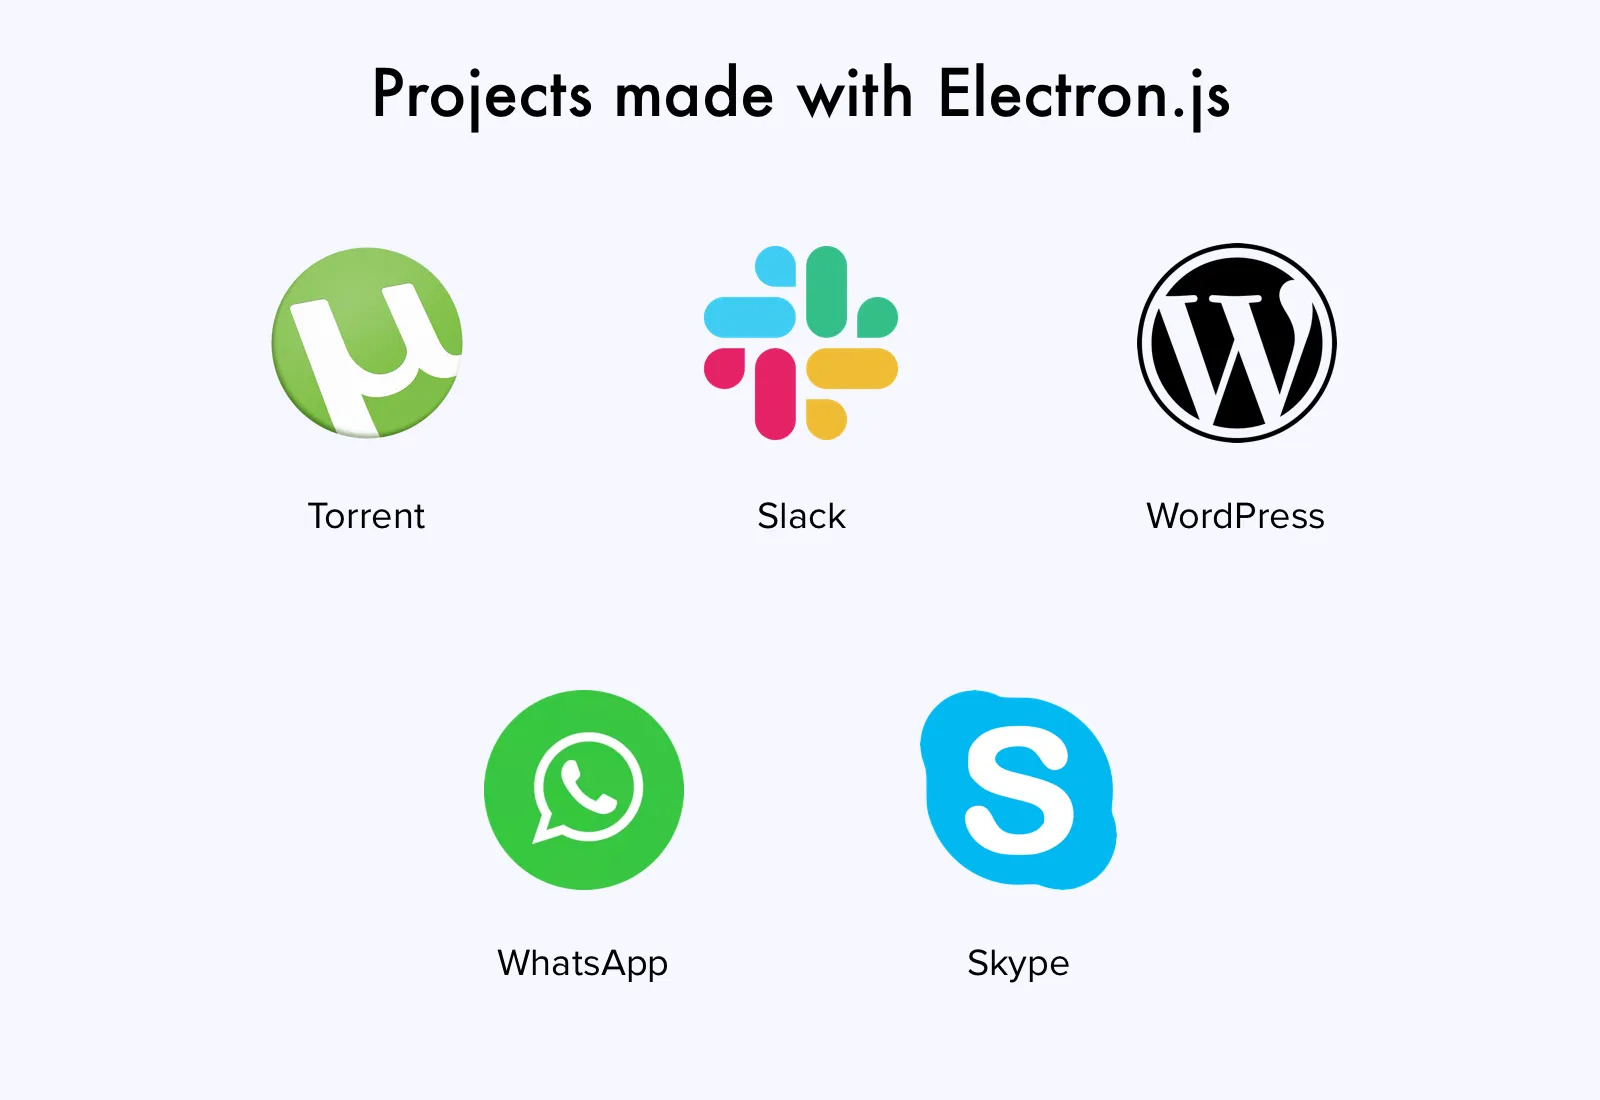 Projects made with Electron.js
Torrent
Slack
WordPress
WhatsApp
Skype